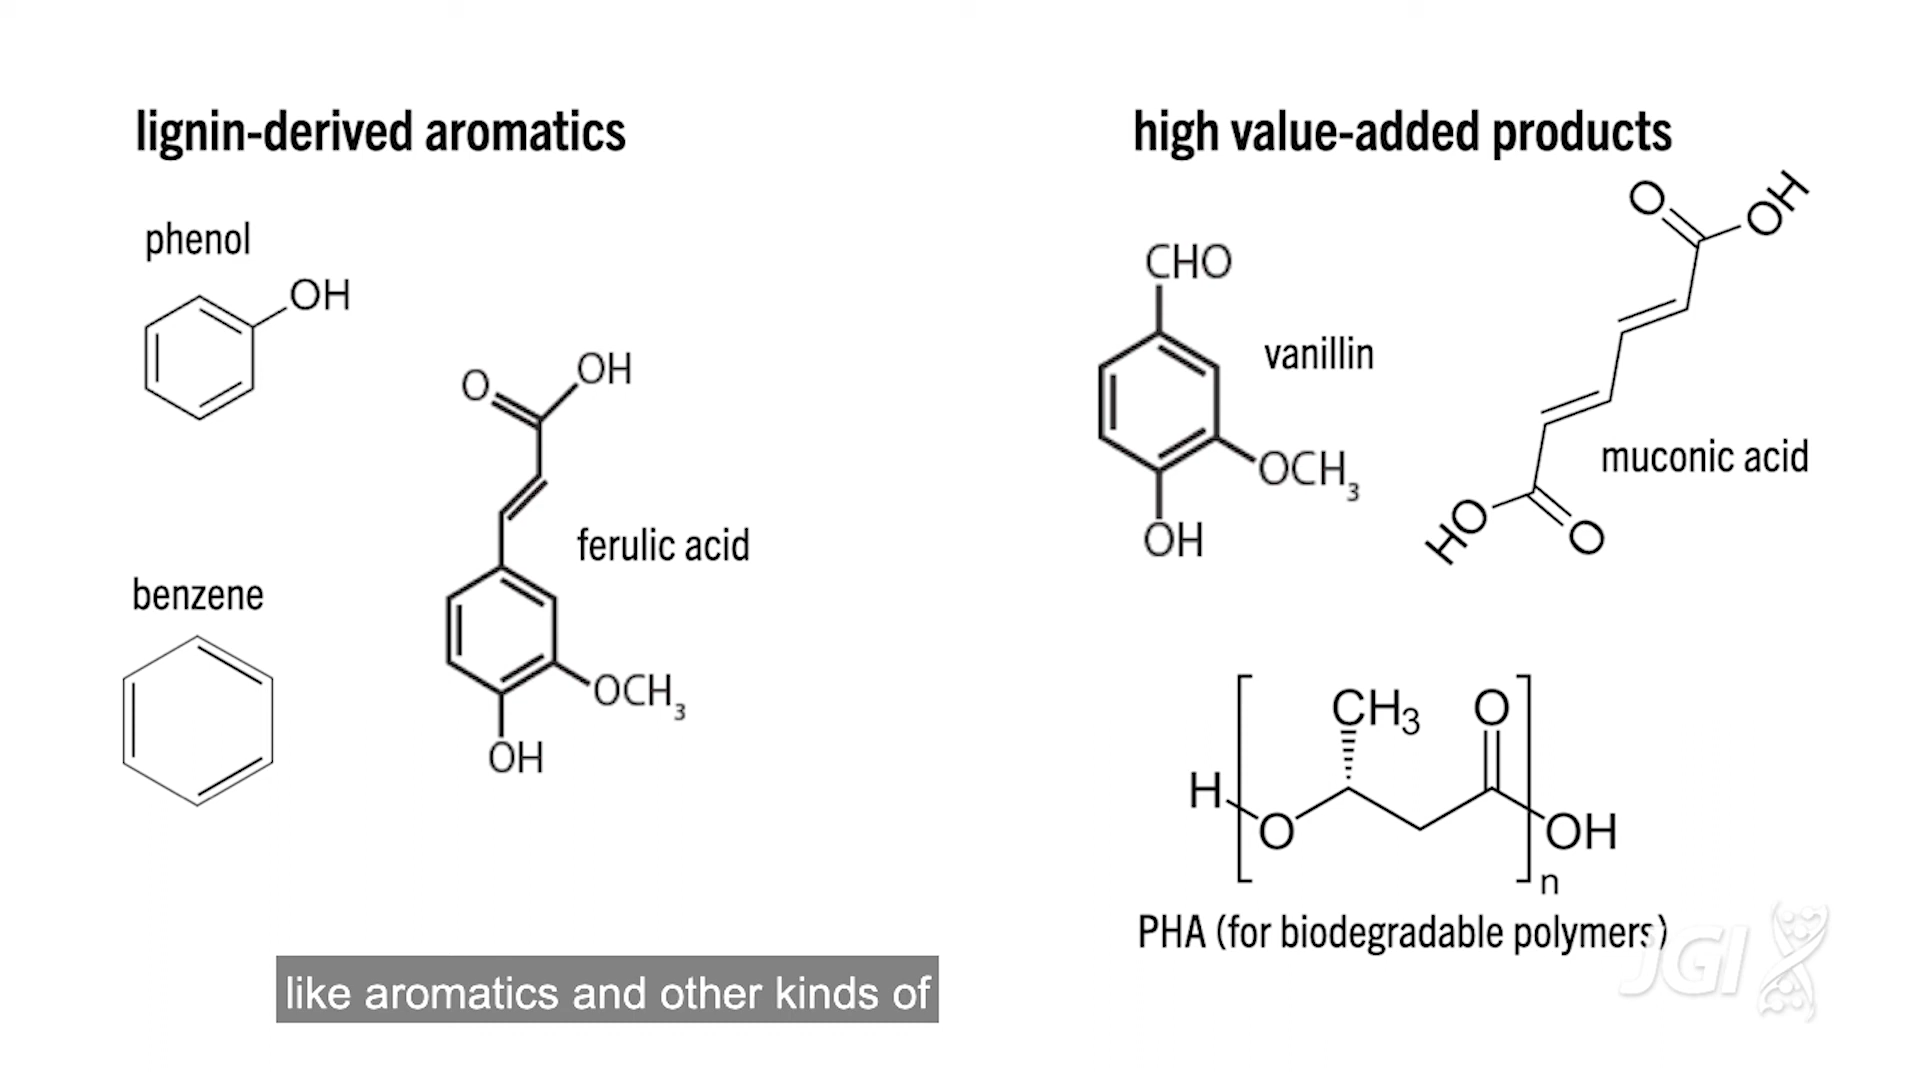 lignin-derived aromatics
phenol
OH
O
OH
ferulic acid
benzene
OCH3
OH
high value-added products
CHO
vanillin
OCH3
OH
O
OH
muconic acid
HO
O
CH3
O
H
O
OH
n
PHA (for biodegradable polymers)
JGI
like aromatics and other kinds of